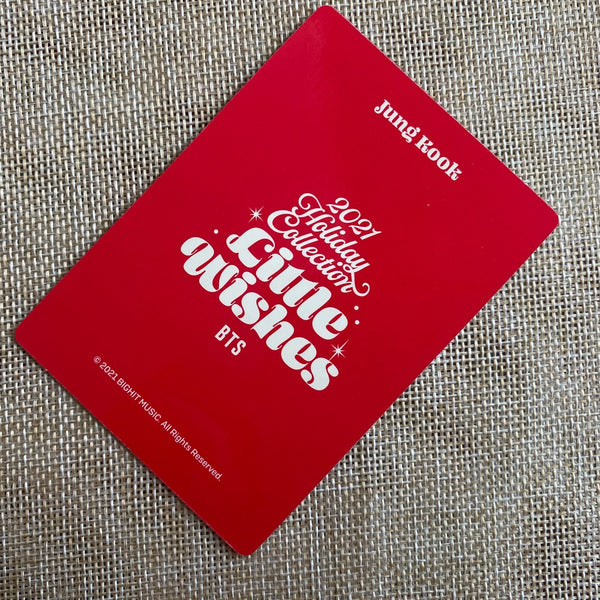 Jung Kook
2021
Holiday
Collection
Little
Wishes
BTS
© 2021 BIGHIT MUSIC. All Rights Reserved.